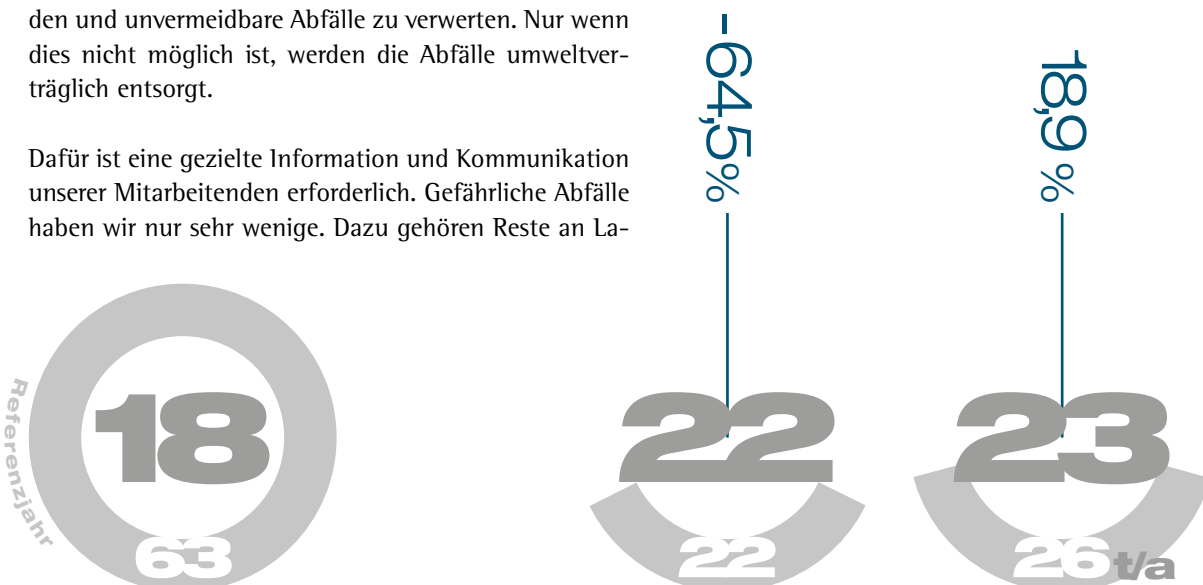 den und unvermeidbare Abfälle zu verwerten. Nur wenn
dies nicht möglich ist, werden die Abfälle umweltver-
träglich entsorgt.
Dafür ist eine gezielte Information und Kommunikation
unserer Mitarbeitenden erforderlich. Gefährliche Abfälle
haben wir nur sehr wenige. Dazu gehören Reste an La-
- 64,5 %
18,9 %
Referenzjahr
18
63
22
22
23
26 t/a